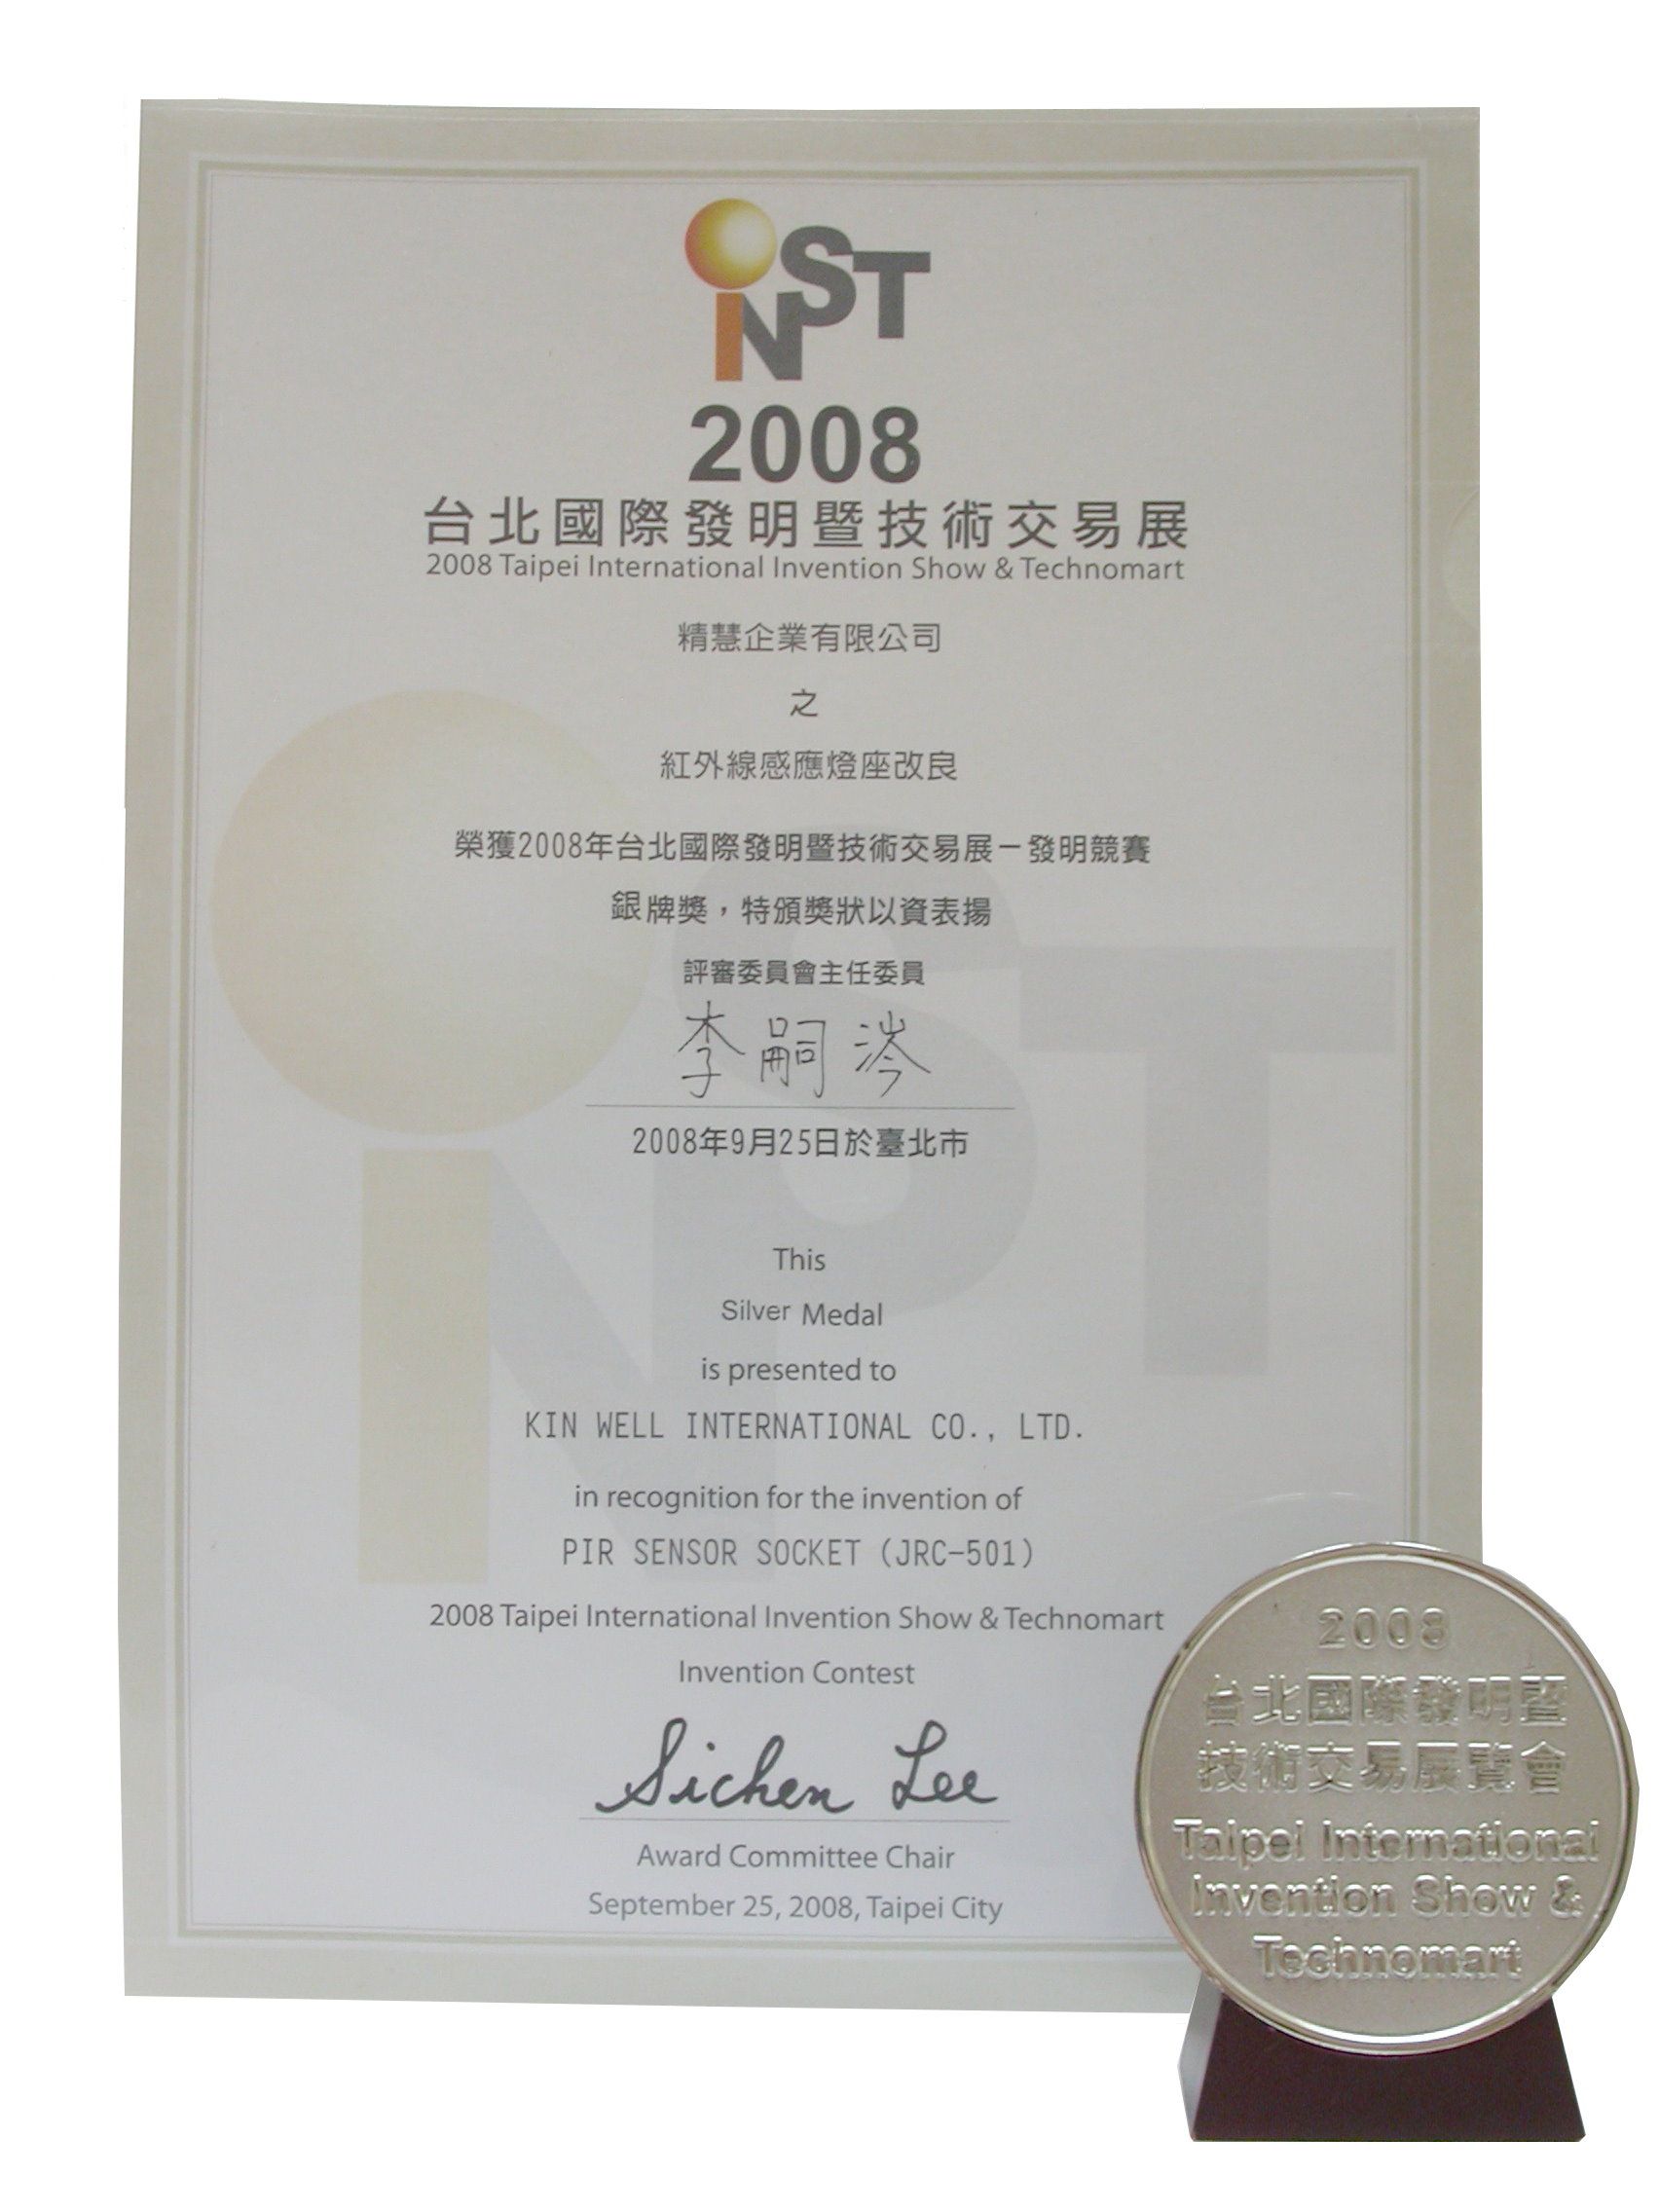 iNST
2008
台北國際發明暨技術交易展
2008 Taipei International Invention Show & Technomart
精慧企業有限公司
之
紅外線感應燈座改良
榮獲2008年台北國際發明暨技術交易展－發明競賽
銀牌獎，特頒獎狀以資表揚
評審委員會主任委員
李嗣涔
2008年9月25日於臺北市
This
Silver Medal
is presented to
KIN WELL INTERNATIONAL CO., LTD.
in recognition for the invention of
PIR SENSOR SOCKET (JRC-501)
2008 Taipei International Invention Show & Technomart
Invention Contest
Sichen Lee
Award Committee Chair
September 25, 2008, Taipei City
2008
台北國際發明暨
技術交易展覽會
Taipei International
Invention Show &
Technomart